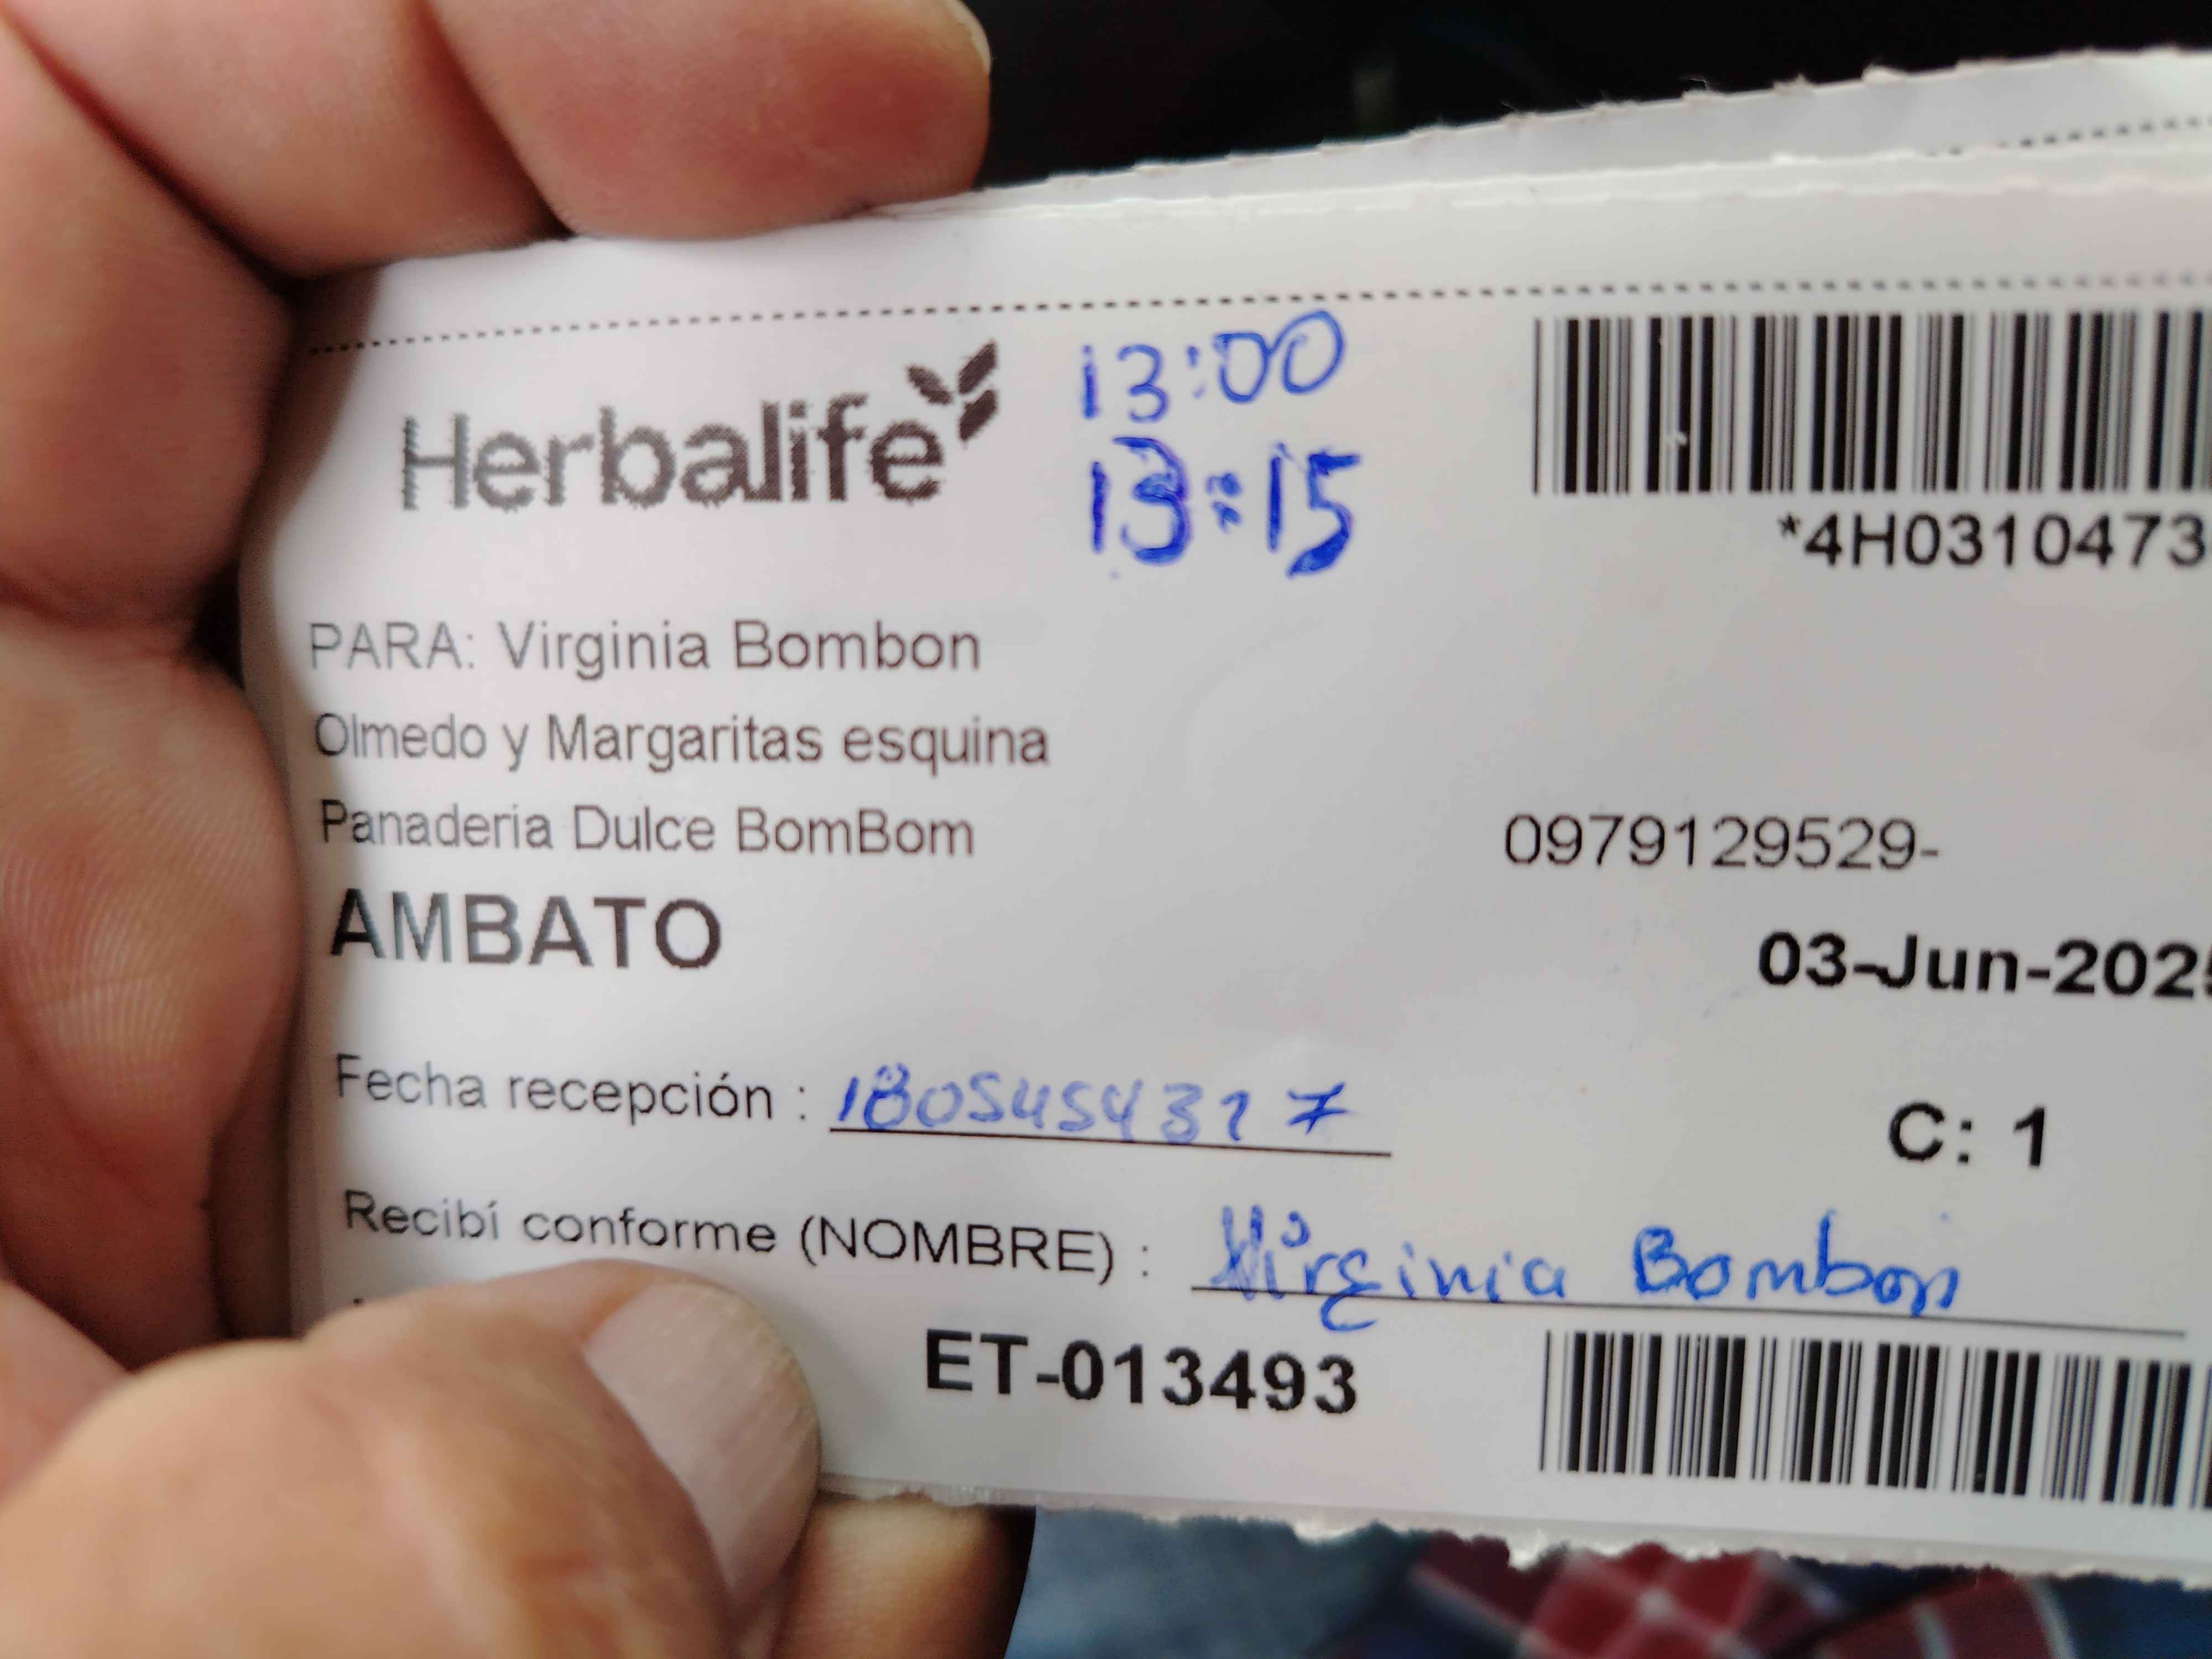 Herbalife
13:00
13:15
*4H0310473
PARA: Virginia Bombon
Olmedo y Margaritas esquina
Panaderia Dulce BomBom
0979129529-
AMBATO
03-Jun-2025
Fecha recepción : 1805454317
C: 1
Recibí conforme (NOMBRE) : Virginia Bombon
ET-013493